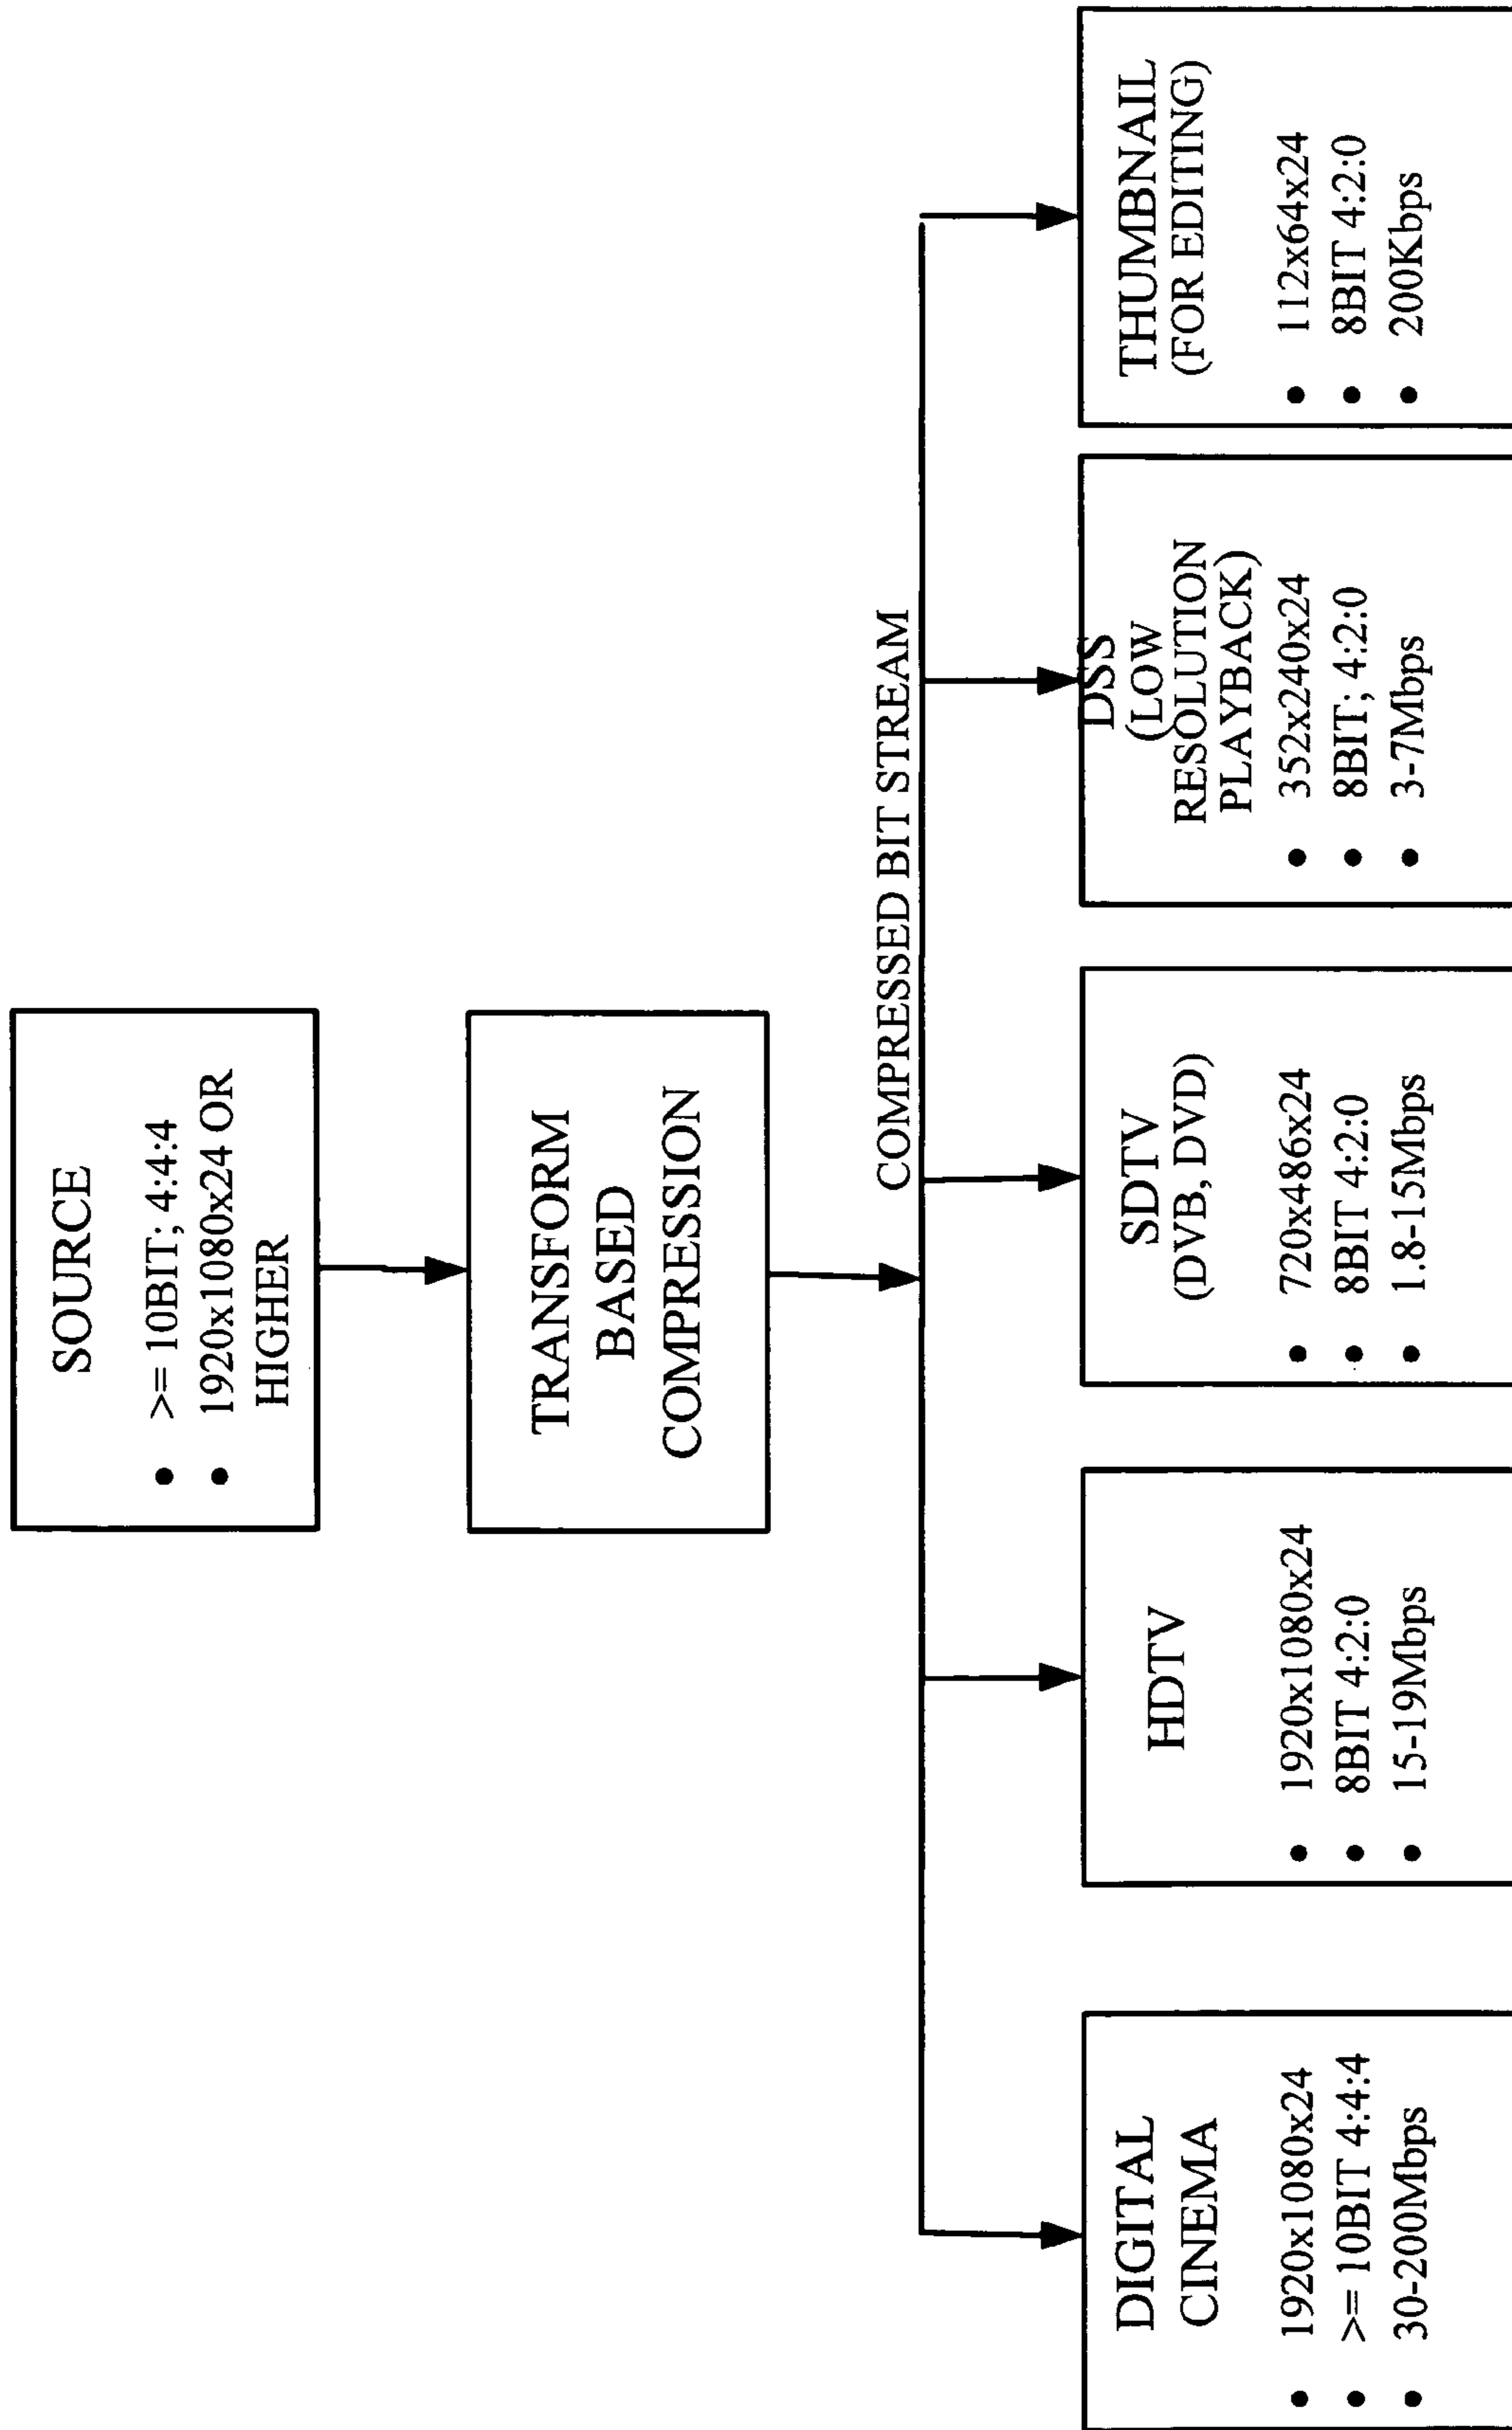 SOURCE
• >= 10BIT; 4:4:4
• 1920x1080x24 OR
HIGHER
TRANSFORM
BASED
COMPRESSION
COMPRESSED BIT STREAM
DIGITAL
CINEMA
• 1920x1080x24
• >= 10BIT 4:4:4
• 30-200Mbps
HDTV
• 1920x1080x24
• 8BIT 4:2:0
• 15-19Mbps
SDTV
(DVB, DVD)
• 720x486x24
• 8BIT 4:2:0
• 1.8-15Mbps
DSS
(LOW
RESOLUTION
PLAYBACK)
• 352x240x24
• 8BIT; 4:2:0
• 3-7Mbps
THUMBNAIL
(FOR EDITING)
• 112x64x24
• 8BIT 4:2:0
• 200Kbps